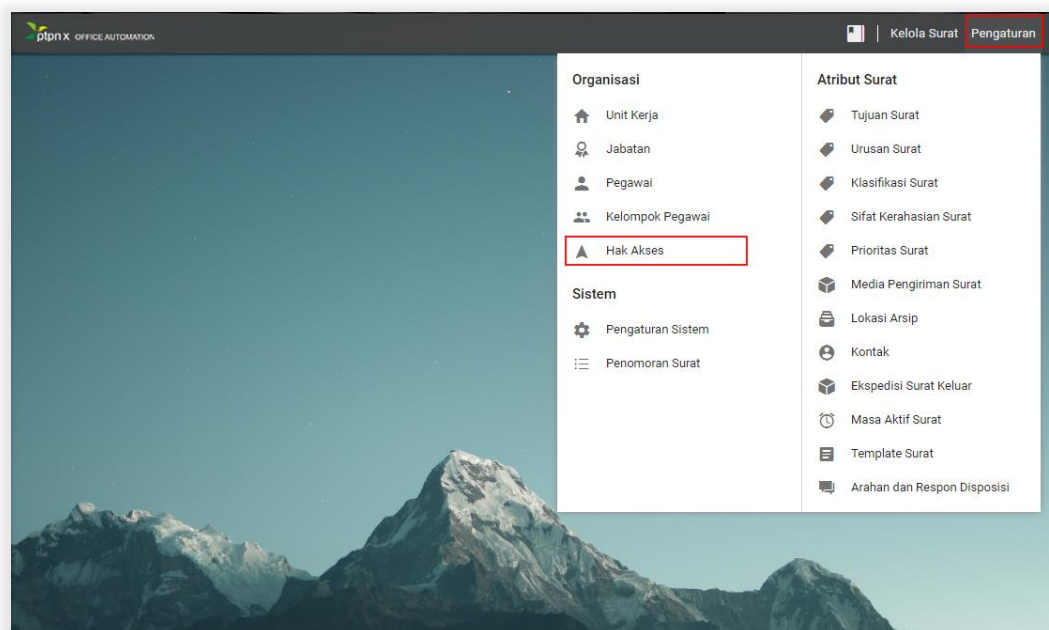 ptpn x OFFICE AUTOMATION
Kelola Surat Pengaturan
Organisasi
Unit Kerja
Jabatan
Pegawai
Kelompok Pegawai
Hak Akses
Sistem
Pengaturan Sistem
Penomoran Surat
Atribut Surat
Tujuan Surat
Urusan Surat
Klasifikasi Surat
Sifat Kerahasian Surat
Prioritas Surat
Media Pengiriman Surat
Lokasi Arsip
Kontak
Ekspedisi Surat Keluar
Masa Aktif Surat
Template Surat
Arahan dan Respon Disposisi